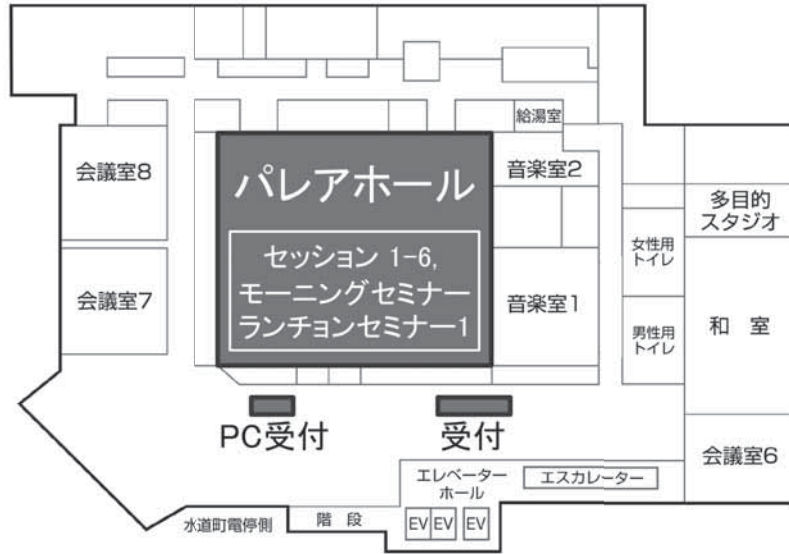 給湯室
会議室8
パレアホール
音楽室2
多目的
スタジオ
セッション 1-6,
モーニングセミナー
ランチョンセミナー1
女性用
トイレ
会議室7
音楽室1
男性用
トイレ
和 室
PC受付
受付
会議室6
エレベーター
ホール
エスカレーター
水道町電停側
階 段
EV EV EV